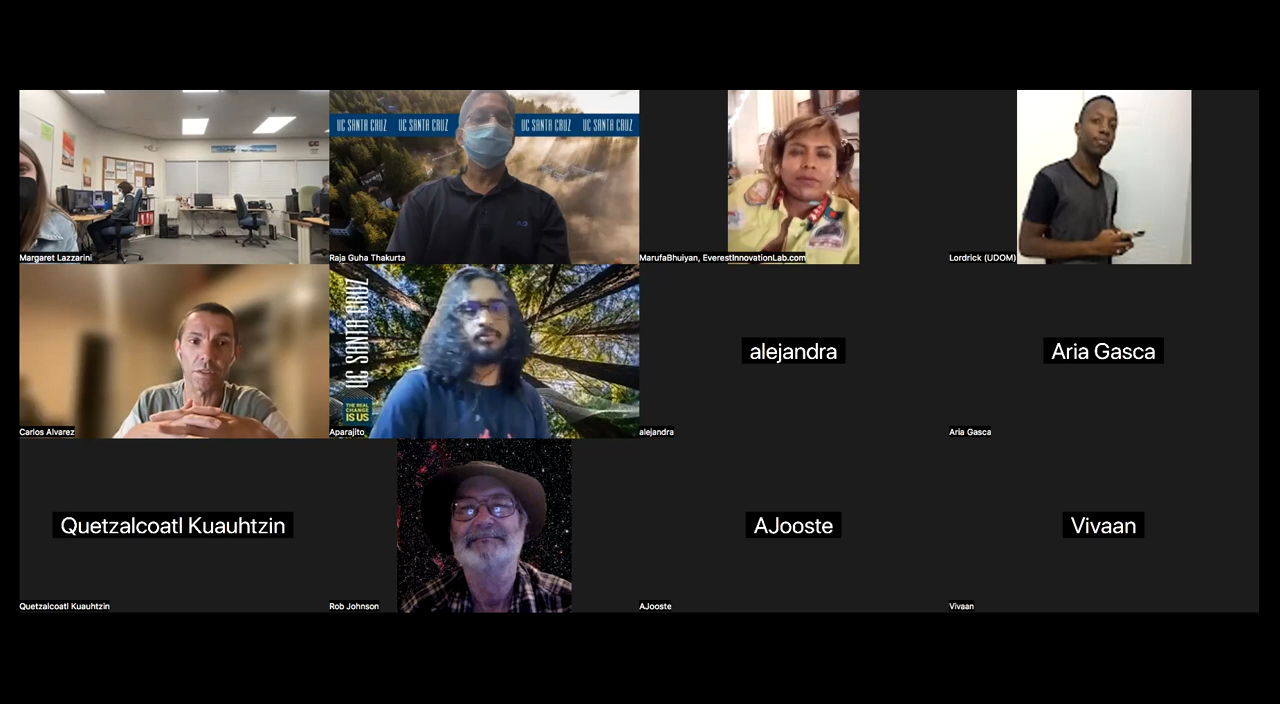 UC SANTA CRUZ UC SANTA CRUZ UC SANTA CRUZ UC SANTA CRUZ
Margaret Lazzarini
Raja Guha Thakurta
MarufaBhuiyan, EverestInnovationLab.com
Lordrick (UDOM)
UC SANTA CRUZ
THE REAL
CHANGE
IS US
alejandra
Aria Gasca
Carlos Alvarez
Aparajito
alejandra
Aria Gasca
Quetzalcoatl Kuauhtzin
AJooste
Vivaan
Quetzalcoatl Kuauhtzin
Rob Johnson
AJooste
Vivaan